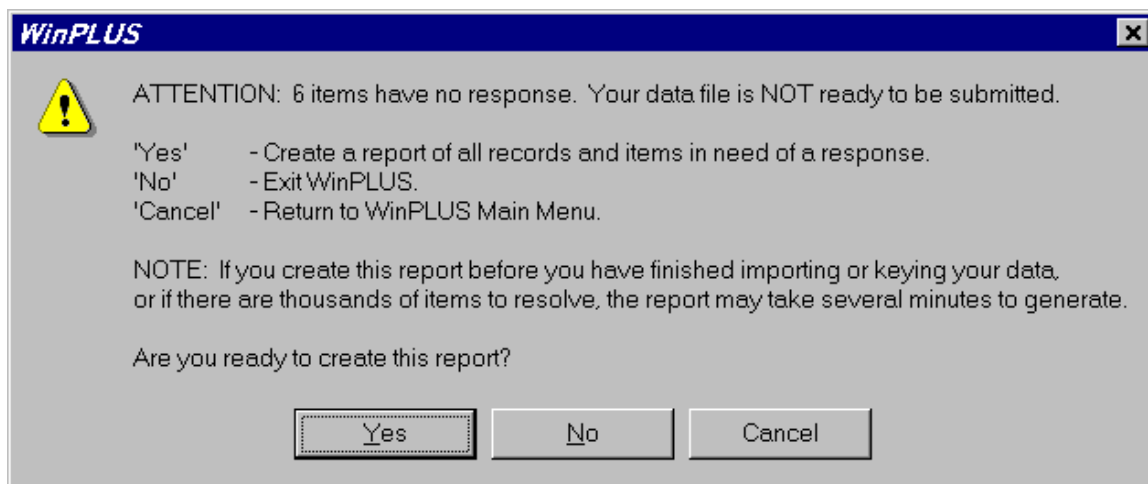 WinPLUS
ATTENTION: 6 items have no response. Your data file is NOT ready to be submitted.
'Yes' - Create a report of all records and items in need of a response.
'No' - Exit WinPLUS.
'Cancel' - Return to WinPLUS Main Menu.
NOTE: If you create this report before you have finished importing or keying your data,
or if there are thousands of items to resolve, the report may take several minutes to generate.
Are you ready to create this report?
Yes No Cancel